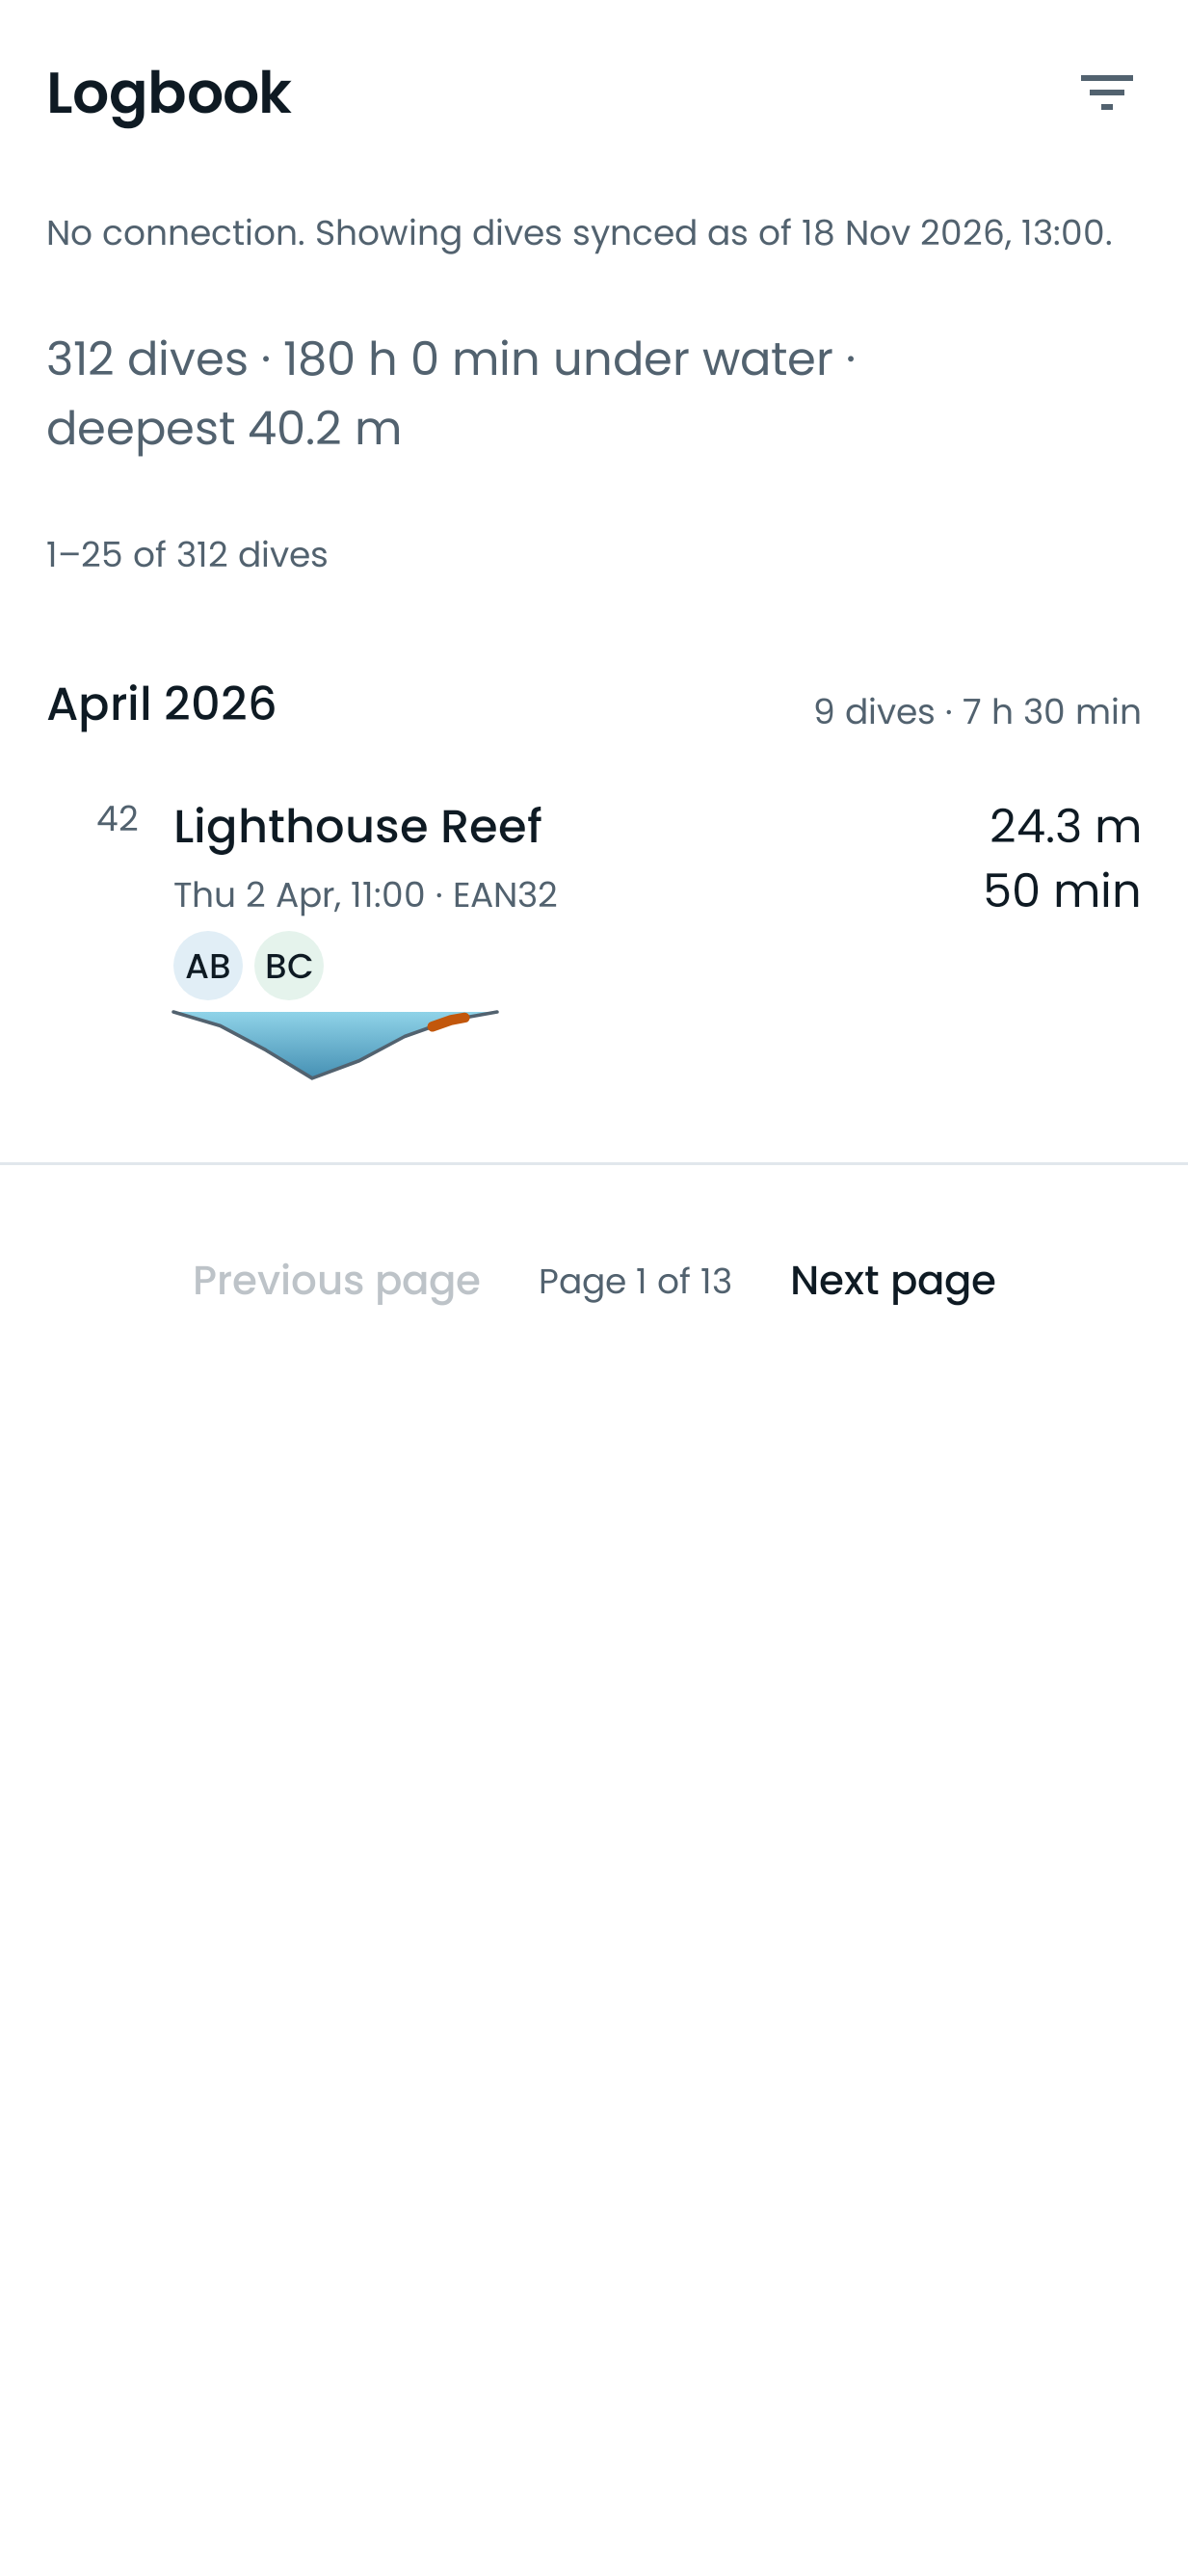 Logbook
No connection. Showing dives synced as of 18 Nov 2026, 13:00.
312 dives · 180 h 0 min under water ·
deepest 40.2 m
1–25 of 312 dives
April 2026
9 dives · 7 h 30 min
42
Lighthouse Reef
24.3 m
Thu 2 Apr, 11:00 · EAN32
50 min
AB
BC
Previous page
Page 1 of 13
Next page